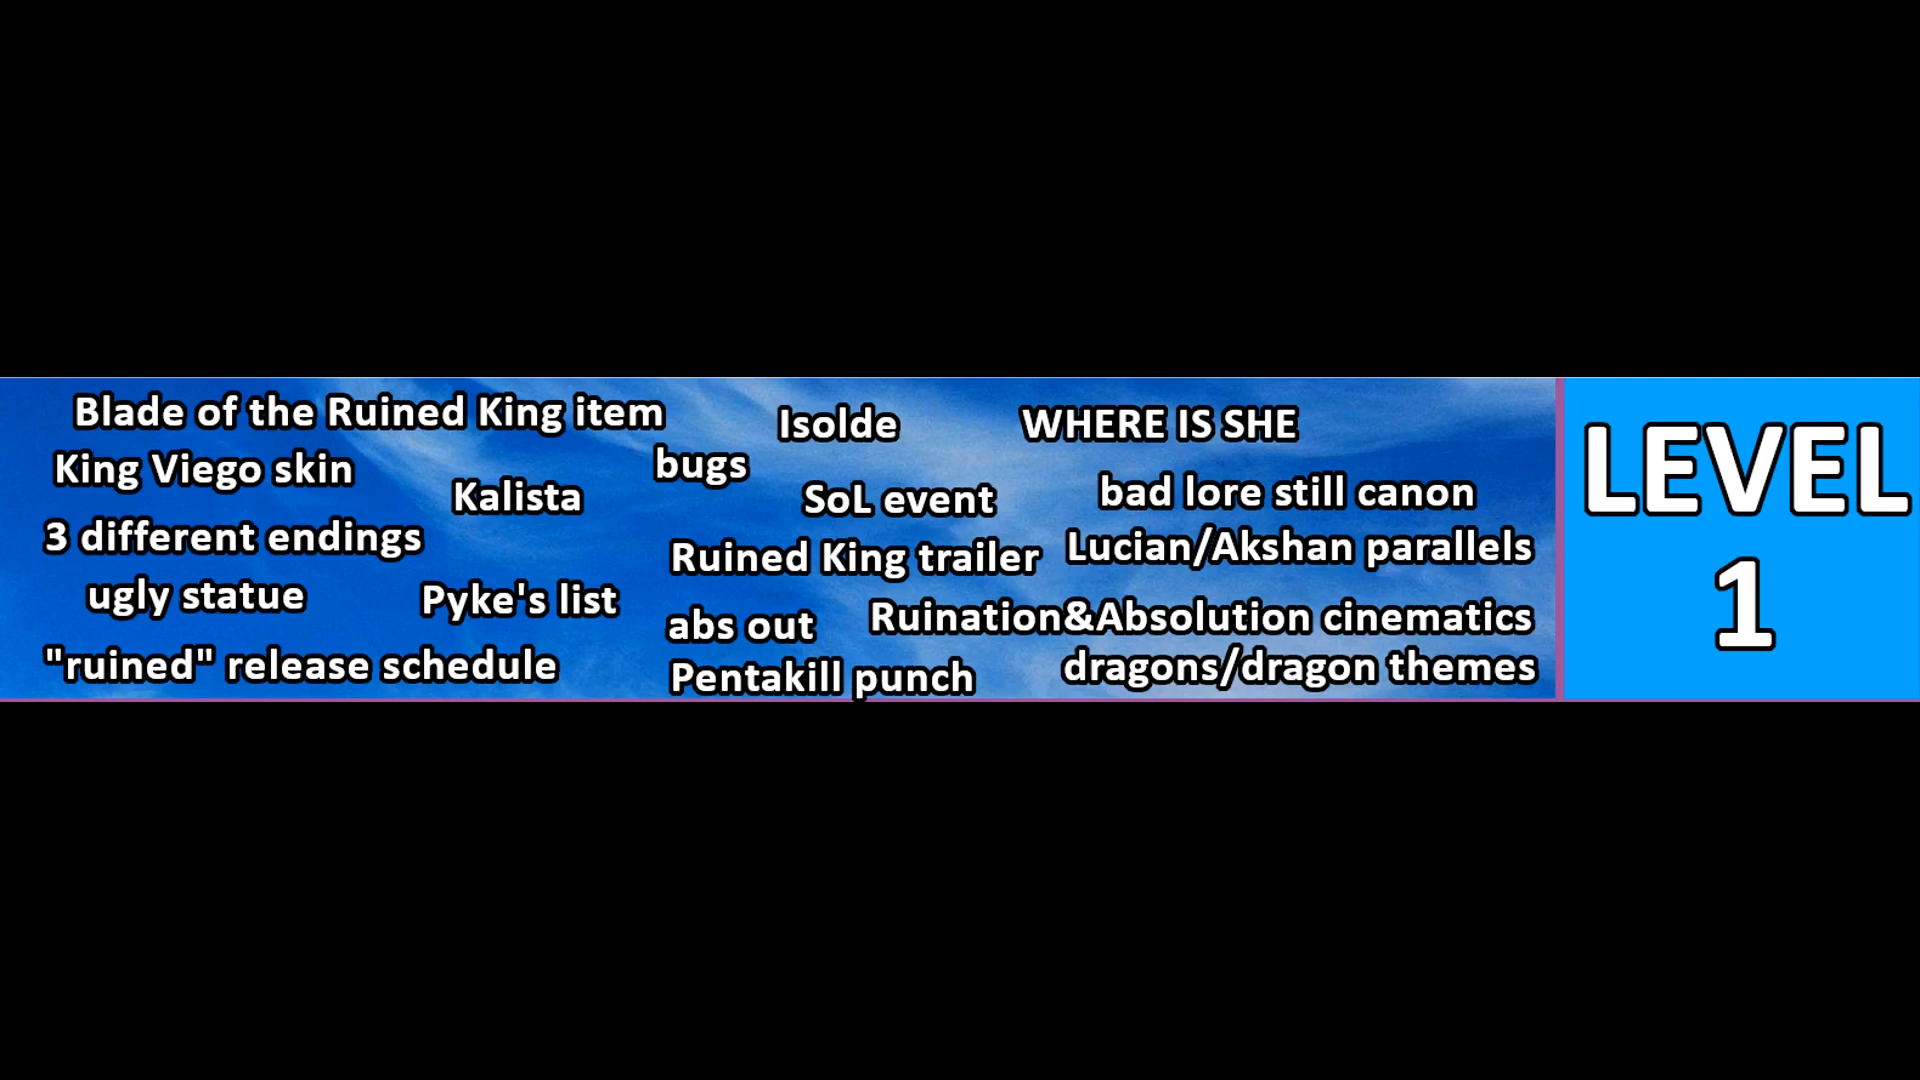 Blade of the Ruined King item
Isolde
WHERE IS SHE
King Viego skin
bugs
Kalista
SoL event
bad lore still canon
3 different endings
Ruined King trailer
Lucian/Akshan parallels
ugly statue
Pyke's list
abs out
Ruination&Absolution cinematics
"ruined" release schedule
Pentakill punch
dragons/dragon themes
LEVEL
1